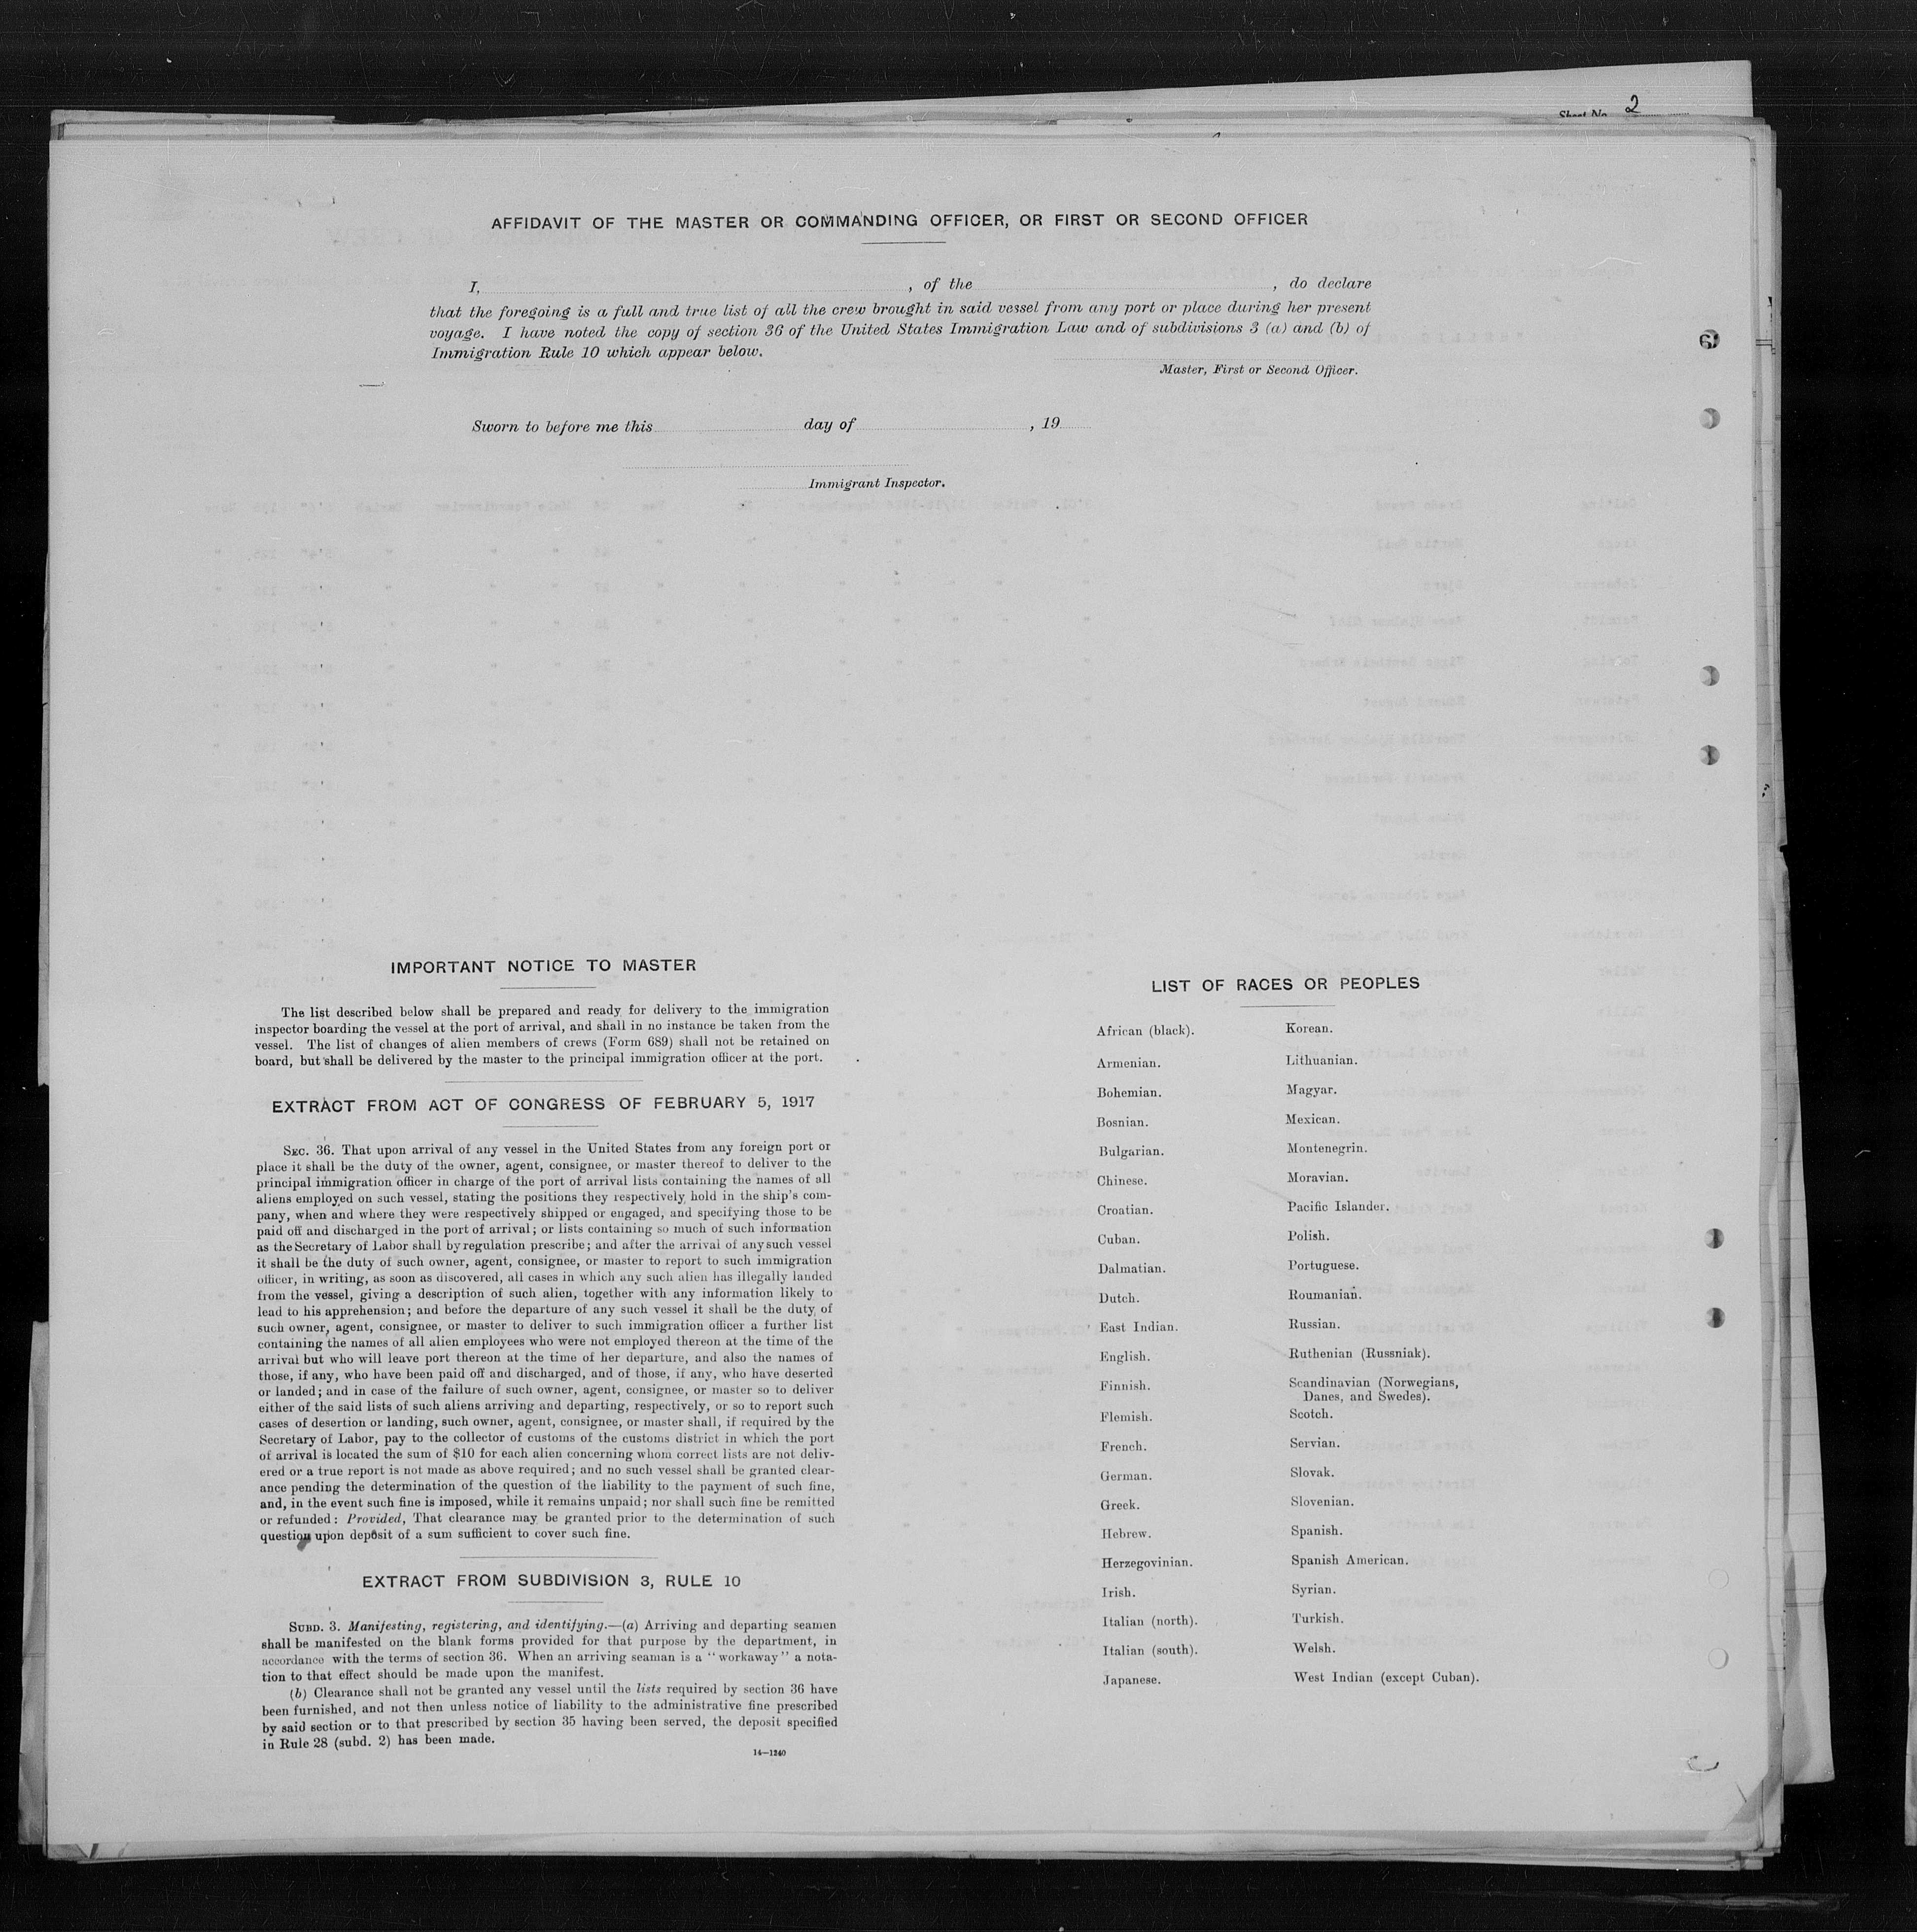 Sheet No. 2
AFFIDAVIT OF THE MASTER OR COMMANDING OFFICER, OR FIRST OR SECOND OFFICER
I, , of the , do declare
that the foregoing is a full and true list of all the crew brought in said vessel from any port or place during her present
voyage. I have noted the copy of section 36 of the United States Immigration Law and of subdivisions 3 (a) and (b) of
Immigration Rule 10 which appear below.
Master, First or Second Officer.
Sworn to before me this day of , 19
Immigrant Inspector.
IMPORTANT NOTICE TO MASTER
The list described below shall be prepared and ready for delivery to the immigration
inspector boarding the vessel at the port of arrival, and shall in no instance be taken from the
vessel. The list of changes of alien members of crews (Form 689) shall not be retained on
board, but shall be delivered by the master to the principal immigration officer at the port.
EXTRACT FROM ACT OF CONGRESS OF FEBRUARY 5, 1917
SEC. 36. That upon arrival of any vessel in the United States from any foreign port or
place it shall be the duty of the owner, agent, consignee, or master thereof to deliver to the
principal immigration officer in charge of the port of arrival lists containing the names of all
aliens employed on such vessel, stating the positions they respectively hold in the ship's com-
pany, when and where they were respectively shipped or engaged, and specifying those to be
paid off and discharged in the port of arrival; or lists containing so much of such information
as the Secretary of Labor shall by regulation prescribe; and after the arrival of any such vessel
it shall be the duty of such owner, agent, consignee, or master to report to such immigration
officer, in writing, as soon as discovered, all cases in which any such alien has illegally landed
from the vessel, giving a description of such alien, together with any information likely to
lead to his apprehension; and before the departure of any such vessel it shall be the duty of
such owner, agent, consignee, or master to deliver to such immigration officer a further list
containing the names of all alien employees who were not employed thereon at the time of the
arrival but who will leave port thereon at the time of her departure, and also the names of
those, if any, who have been paid off and discharged, and of those, if any, who have deserted
or landed; and in case of the failure of such owner, agent, consignee, or master so to deliver
either of the said lists of such aliens arriving and departing, respectively, or so to report such
cases of desertion or landing, such owner, agent, consignee, or master shall, if required by the
Secretary of Labor, pay to the collector of customs of the customs district in which the port
of arrival is located the sum of $10 for each alien concerning whom correct lists are not deliv-
ered or a true report is not made as above required; and no such vessel shall be granted clear-
ance pending the determination of the question of the liability to the payment of such fine,
and, in the event such fine is imposed, while it remains unpaid; nor shall such fine be remitted
or refunded: Provided, That clearance may be granted prior to the determination of such
question upon deposit of a sum sufficient to cover such fine.
EXTRACT FROM SUBDIVISION 3, RULE 10
SUBD. 3. Manifesting, registering, and identifying.—(a) Arriving and departing seamen
shall be manifested on the blank forms provided for that purpose by the department, in
accordance with the terms of section 36. When an arriving seaman is a "workaway" a nota-
tion to that effect should be made upon the manifest.
(b) Clearance shall not be granted any vessel until the lists required by section 36 have
been furnished, and not then unless notice of liability to the administrative fine prescribed
by said section or to that prescribed by section 35 having been served, the deposit specified
in Rule 28 (subd. 2) has been made.
14—1240
LIST OF RACES OR PEOPLES
African (black).
Armenian.
Bohemian.
Bosnian.
Bulgarian.
Chinese.
Croatian.
Cuban.
Dalmatian.
Dutch.
East Indian.
English.
Finnish.
Flemish.
French.
German.
Greek.
Hebrew.
Herzegovinian.
Irish.
Italian (north).
Italian (south).
Japanese.
Korean.
Lithuanian.
Magyar.
Mexican.
Montenegrin.
Moravian.
Pacific Islander.
Polish.
Portuguese.
Roumanian.
Russian.
Ruthenian (Russniak).
Scandinavian (Norwegians,
Danes, and Swedes).
Scotch.
Servian.
Slovak.
Slovenian.
Spanish.
Spanish American.
Syrian.
Turkish.
Welsh.
West Indian (except Cuban).